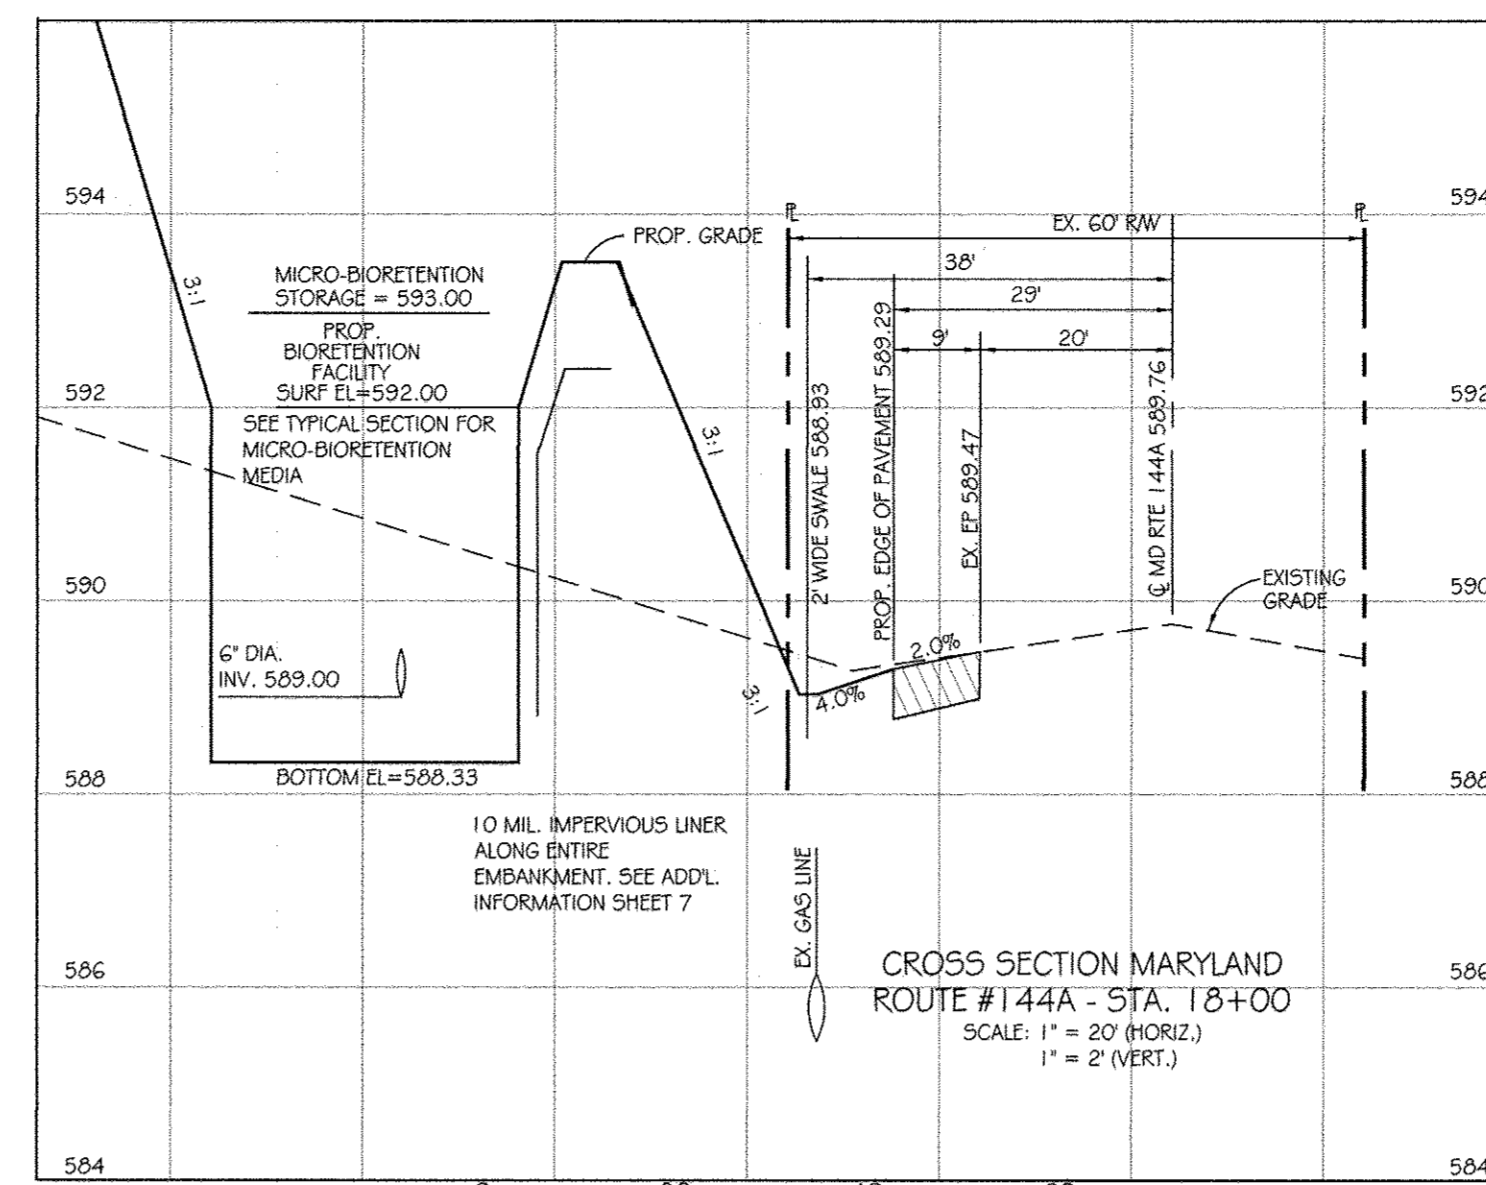 594
594
℄ EX. 60' R/W ℄
PROP. GRADE
38'
29'
9'
20'
3:1
MICRO-BIORETENTION
STORAGE = 593.00
PROP.
BIORETENTION
FACILITY
SURF EL=592.00
592
592
SEE TYPICAL SECTION FOR
MICRO-BIORETENTION
MEDIA
3:1
2' WIDE SWALE 588.93
PROP. EDGE OF PAVEMENT 589.29
EX. EP 589.47
℄ MD RTE 144A 589.76
590
590
EXISTING
GRADE
6" DIA.
INV. 589.00
2.0%
4.0%
3:1
588
588
BOTTOM EL=588.33
10 MIL. IMPERVIOUS LINER
ALONG ENTIRE
EMBANKMENT. SEE ADD'L.
INFORMATION SHEET 7
EX. GAS LINE
586
586
CROSS SECTION MARYLAND
ROUTE #144A - STA. 18+00
SCALE: 1" = 20' (HORIZ.)
1" = 2' (VERT.)
584
584